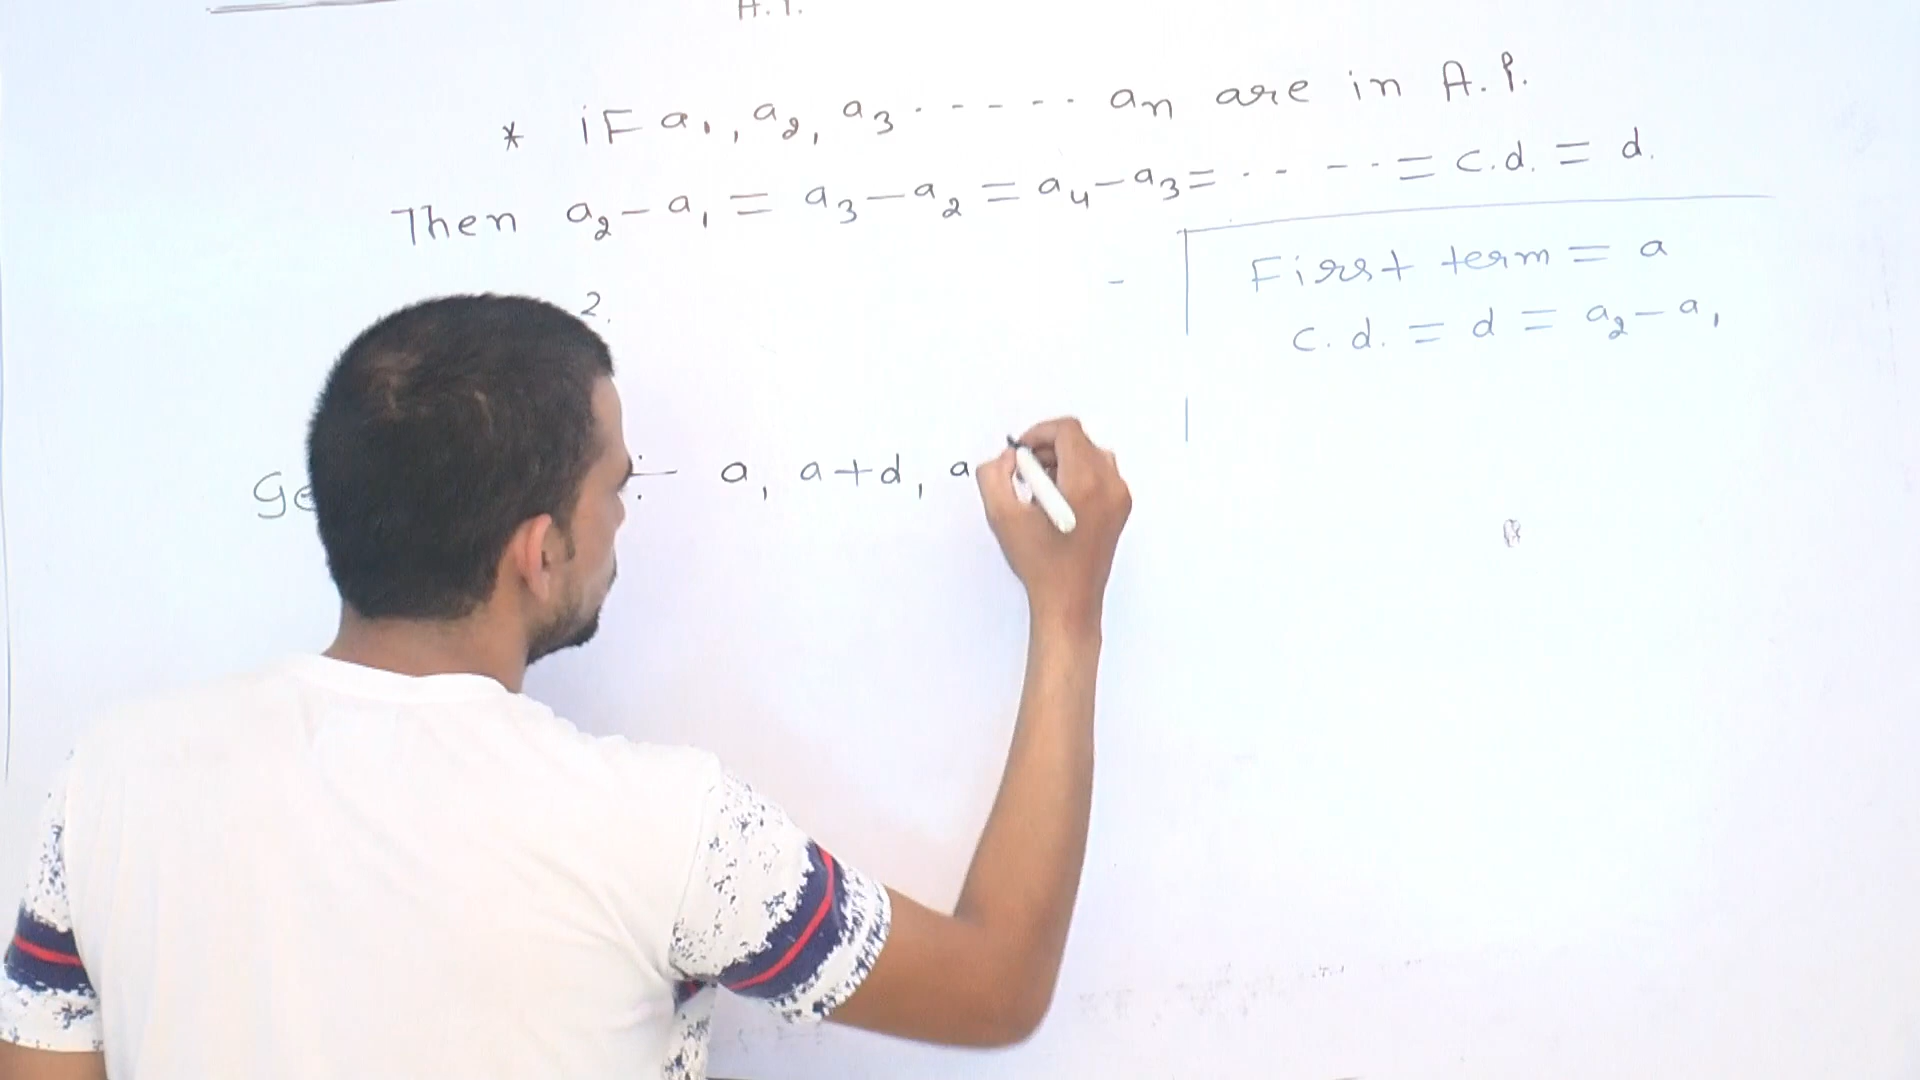 A.P.
* iF a₁, a₂, a₃ ------ aₙ are in A.P.
Then a₂ - a₁ = a₃ - a₂ = a₄ - a₃ = ----- = c.d. = d.
First term = a
c.d. = d = a₂ - a₁
2.
a, a+d, a